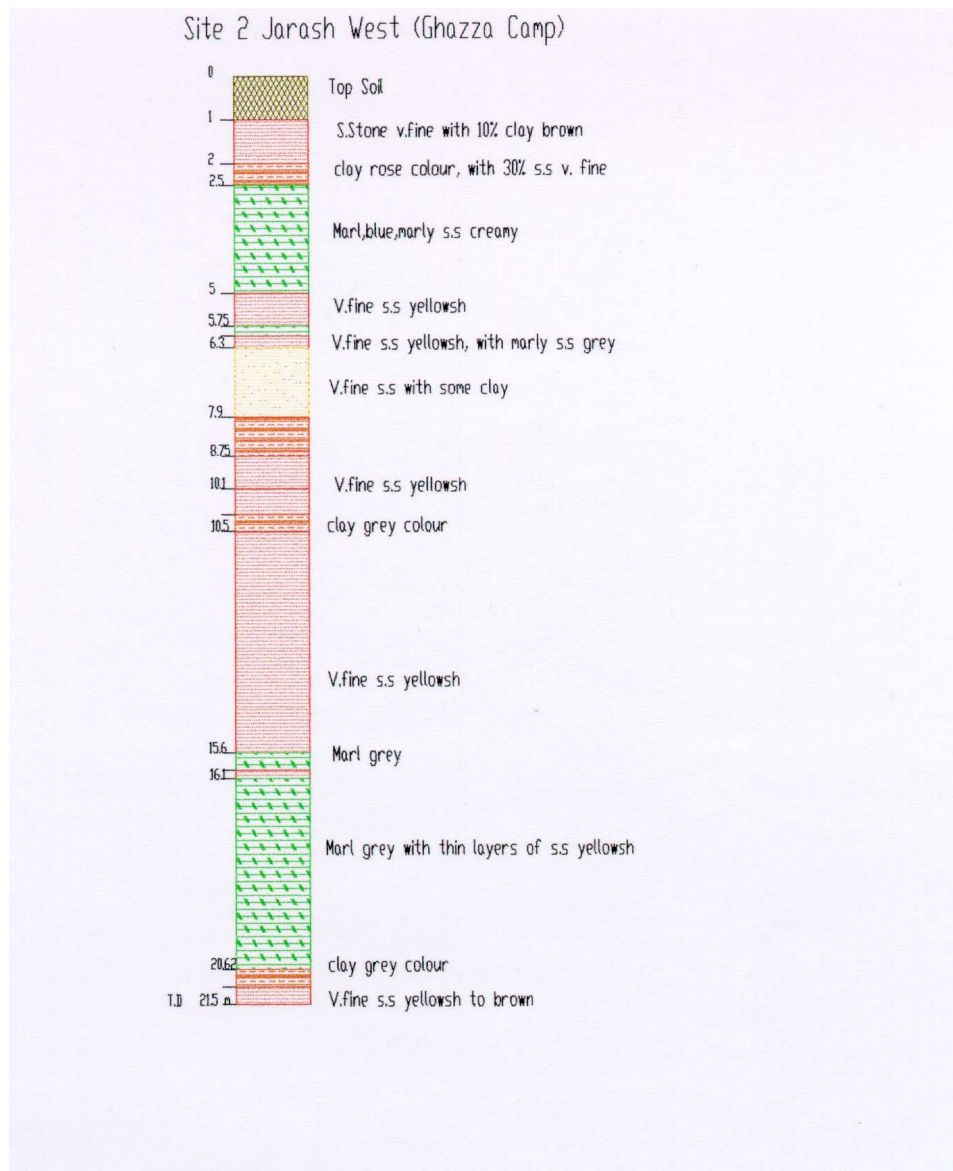 Site 2 Jarash West (Ghazza Camp)
0
Top Soil
1
S.Stone v.fine with 10% clay brown
2
clay rose colour, with 30% s.s v. fine
2.5
Marl,blue,marly s.s creamy
5
V.fine s.s yellowsh
5.75
6.3
V.fine s.s yellowsh, with marly s.s grey
V.fine s.s with some clay
7.9
8.75
10.1
V.fine s.s yellowsh
10.5
clay grey colour
V.fine s.s yellowsh
15.6
Marl grey
16.1
Marl grey with thin layers of s.s yellowsh
20.62
clay grey colour
T.D 21.5 m
V.fine s.s yellowsh to brown